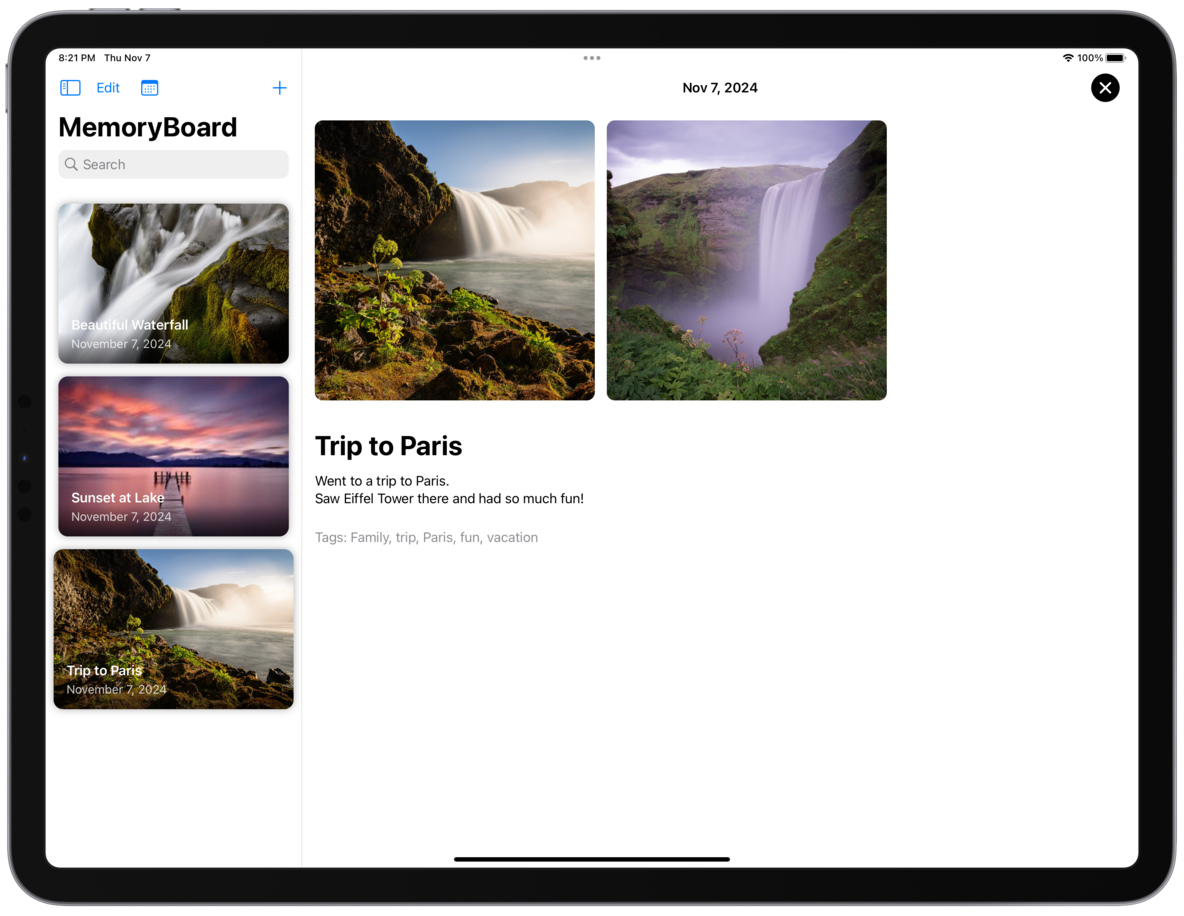 8:21 PM Thu Nov 7
100%
Edit
MemoryBoard
Search
Beautiful Waterfall
November 7, 2024
Sunset at Lake
November 7, 2024
Trip to Paris
November 7, 2024
Nov 7, 2024
Trip to Paris
Went to a trip to Paris.
Saw Eiffel Tower there and had so much fun!
Tags: Family, trip, Paris, fun, vacation